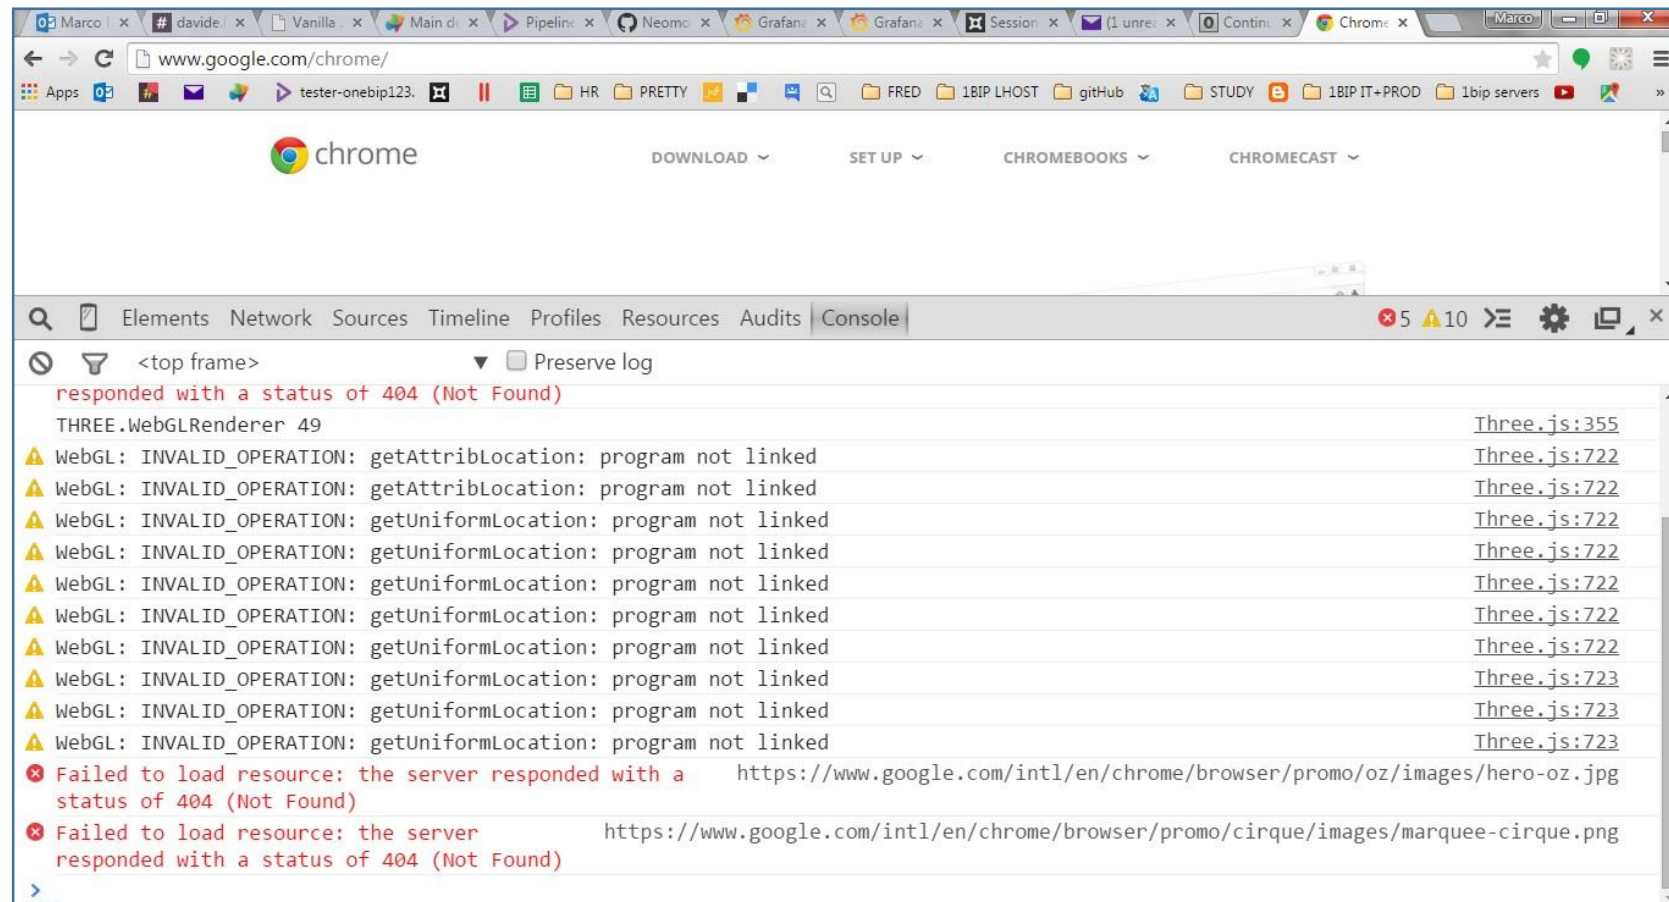 Marco
davide.
Vanilla
Main d
Pipeline
Neomo
Grafana
Grafana
Session
(1 unrea
Contin
Chrome
Marco
www.google.com/chrome/
Apps tester-onebip123. HR PRETTY FRED 1BIP LHOST gitHub STUDY 1BIP IT+PROD 1bip servers »
chrome DOWNLOAD SET UP CHROMEBOOKS CHROMECAST
Elements Network Sources Timeline Profiles Resources Audits Console 5 10
<top frame> Preserve log
responded with a status of 404 (Not Found)
THREE.WebGLRenderer 49 Three.js:355
WebGL: INVALID_OPERATION: getAttribLocation: program not linked Three.js:722
WebGL: INVALID_OPERATION: getAttribLocation: program not linked Three.js:722
WebGL: INVALID_OPERATION: getUniformLocation: program not linked Three.js:722
WebGL: INVALID_OPERATION: getUniformLocation: program not linked Three.js:722
WebGL: INVALID_OPERATION: getUniformLocation: program not linked Three.js:722
WebGL: INVALID_OPERATION: getUniformLocation: program not linked Three.js:722
WebGL: INVALID_OPERATION: getUniformLocation: program not linked Three.js:722
WebGL: INVALID_OPERATION: getUniformLocation: program not linked Three.js:723
WebGL: INVALID_OPERATION: getUniformLocation: program not linked Three.js:723
WebGL: INVALID_OPERATION: getUniformLocation: program not linked Three.js:723
Failed to load resource: the server responded with a https://www.google.com/intl/en/chrome/browser/promo/oz/images/hero-oz.jpg
status of 404 (Not Found)
Failed to load resource: the server https://www.google.com/intl/en/chrome/browser/promo/cirque/images/marquee-cirque.png
responded with a status of 404 (Not Found)